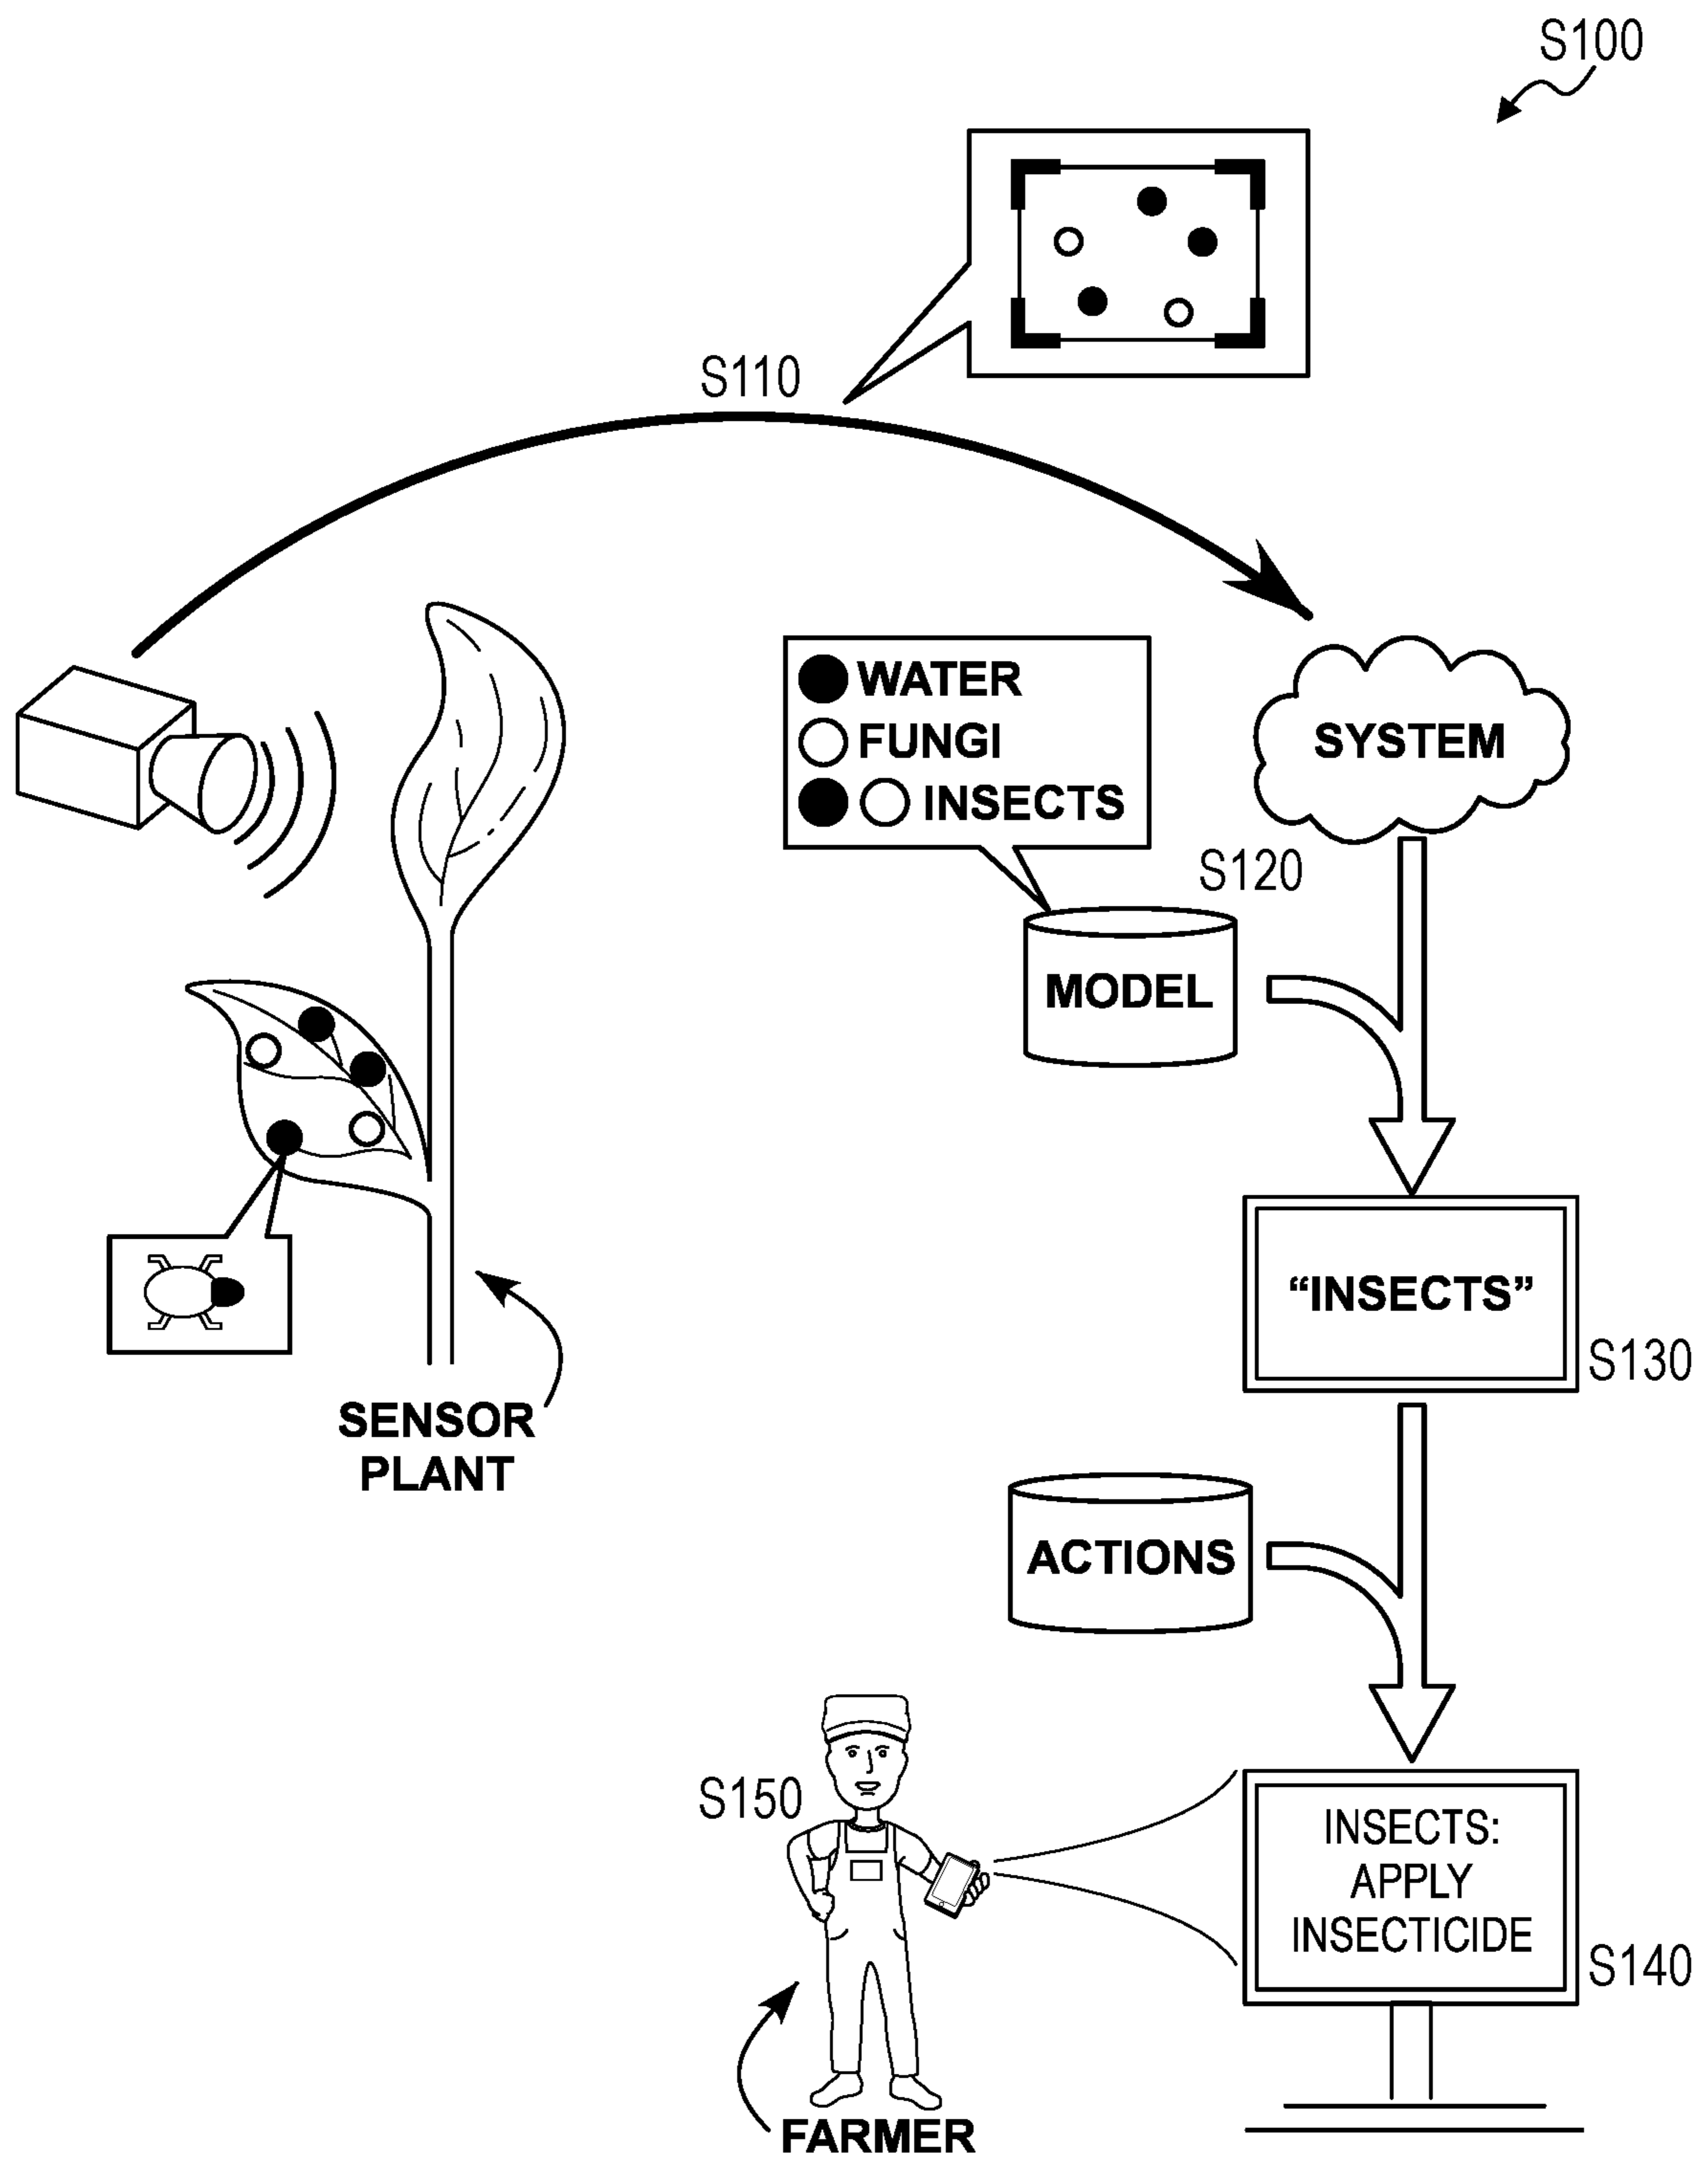 S100
S110
WATER
FUNGI
INSECTS
SYSTEM
S120
MODEL
"INSECTS"
S130
SENSOR
PLANT
ACTIONS
S150
INSECTS:
APPLY
INSECTICIDE
S140
FARMER